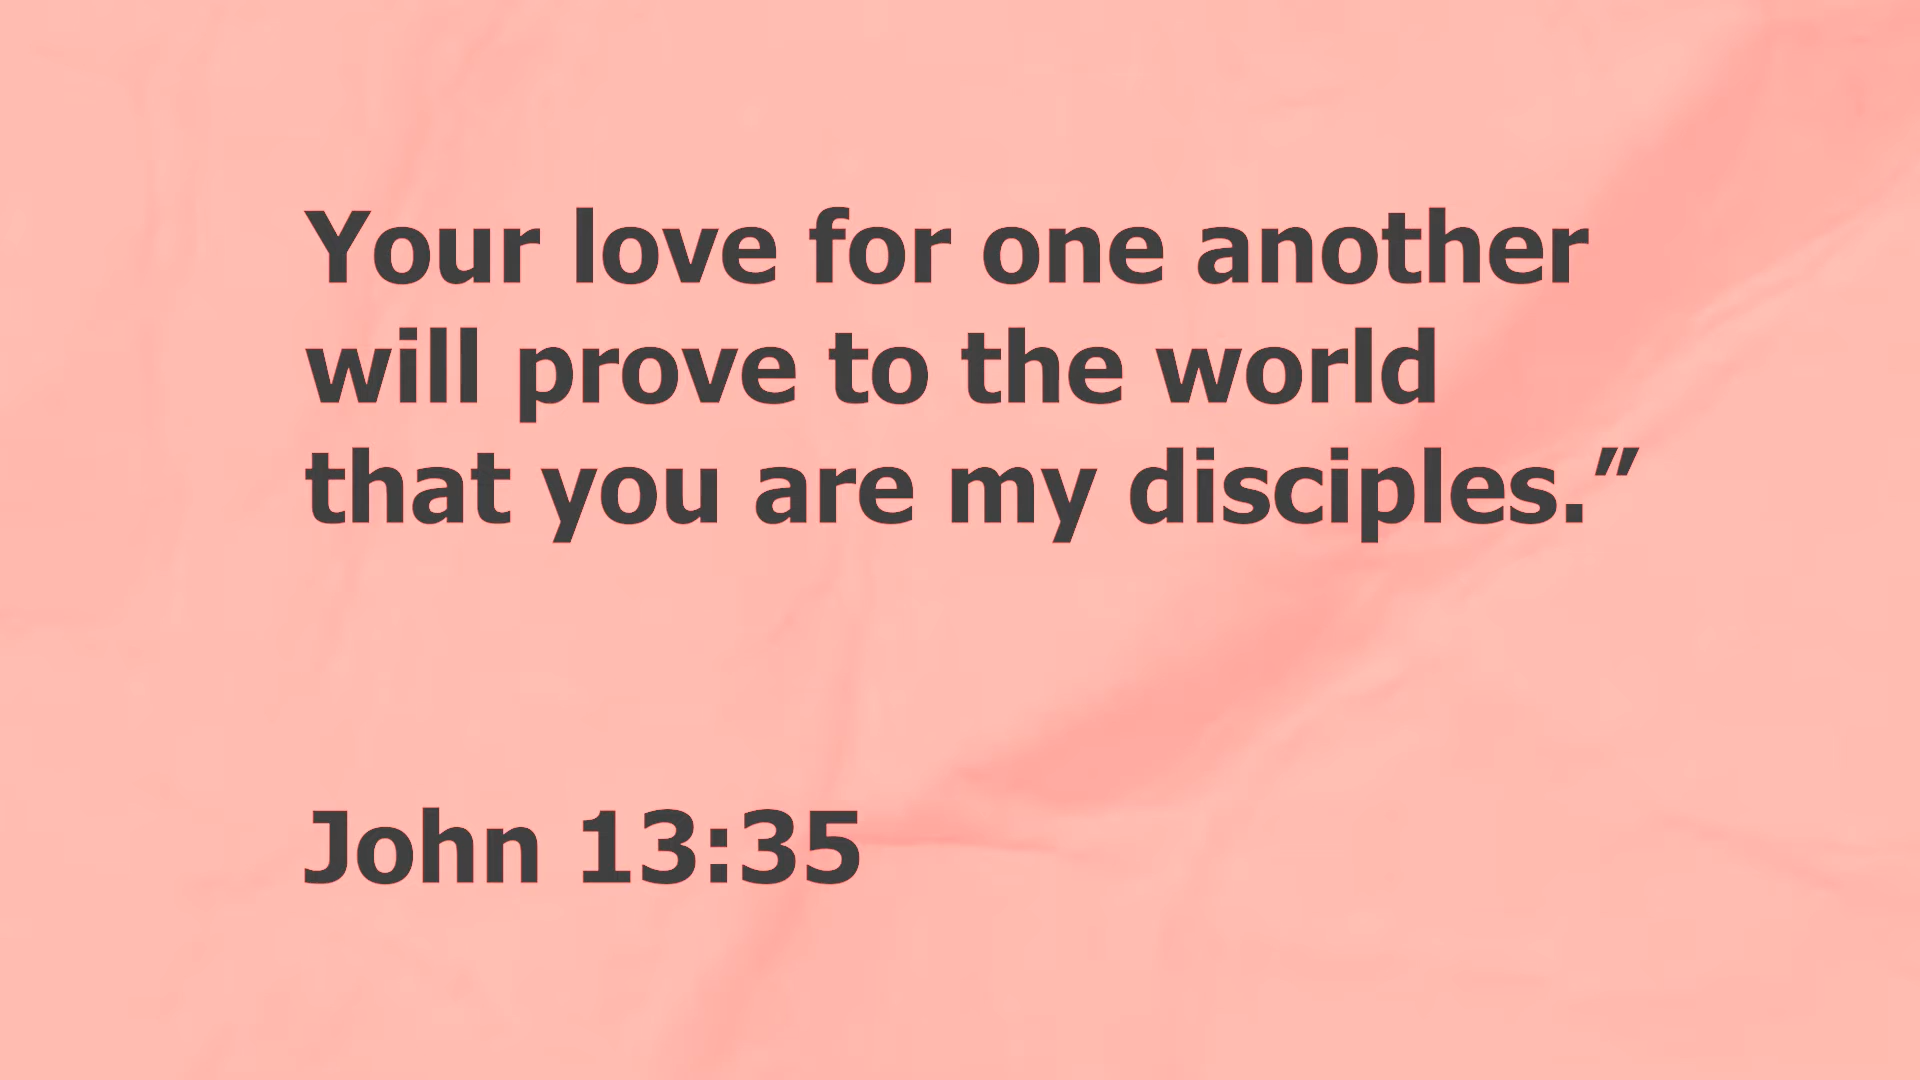 Your love for one another
will prove to the world
that you are my disciples.”
John 13:35